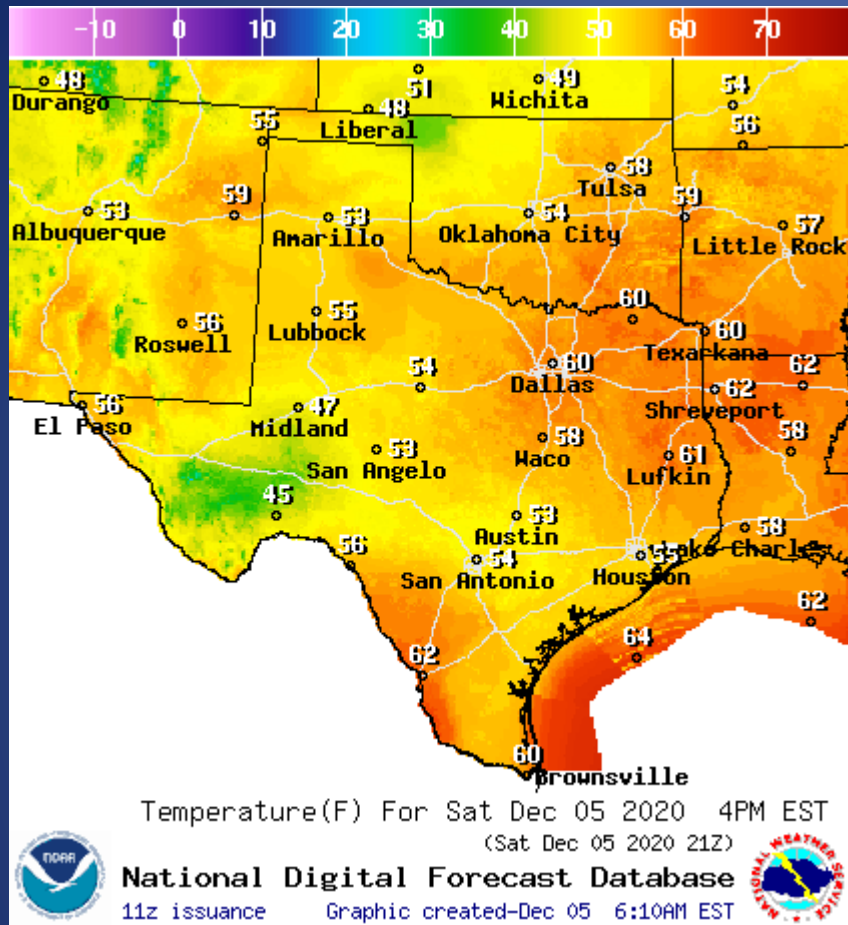 -10 0 10 20 30 40 50 60 70
48
Durango
51
49
Wichita
54
48
Liberal
55
56
58
Tulsa
59
59
53
Albuquerque
53
Amarillo
54
Oklahoma City
57
Little Rock
56
Roswell
55
Lubbock
60
60
Texarkana
54
60
Dallas
62
62
Shreveport
56
El Paso
47
Midland
53
San Angelo
58
Waco
61
Lufkin
58
45
53
Austin
58
Lake Charles
56
54
San Antonio
55
Houston
62
64
62
60
Brownsville
Temperature(F) For Sat Dec 05 2020 4PM EST
(Sat Dec 05 2020 21Z)
National Digital Forecast Database
11z issuance Graphic created-Dec 05 6:10AM EST
NOAA
NATIONAL WEATHER SERVICE